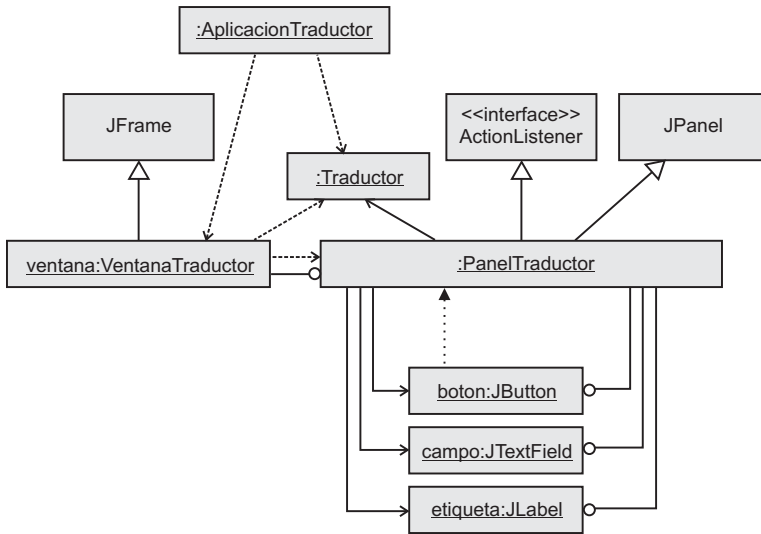 :AplicacionTraductor
JFrame
<<interface>>
ActionListener
JPanel
:Traductor
ventana:VentanaTraductor
:PanelTraductor
boton:JButton
campo:JTextField
etiqueta:JLabel